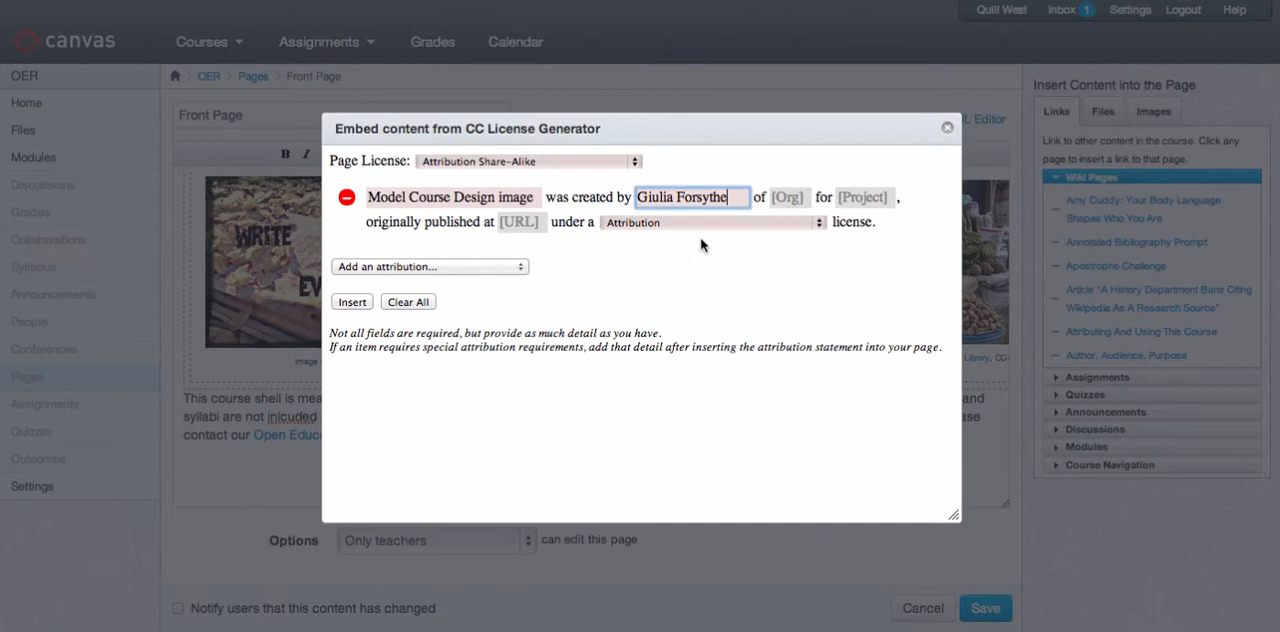 Quill West Inbox 1 Settings Logout Help
canvas Courses Assignments Grades Calendar
OER
Home
Files
Modules
Discussions
Grades
Collaborations
Syllabus
Announcements
People
Conferences
Pages
Assignments
Quizzes
Outcomes
Settings
OER > Pages > Front Page
Front Page
L Editor
B I
WRITE
EV
Image
Library, CC-
This course shell is mea
and
syllabi are not inlcuded
ase
contact our Open Educa
Embed content from CC License Generator
Page License: Attribution Share-Alike
Model Course Design image was created by Giulia Forsythe of [Org] for [Project] ,
originally published at [URL] under a Attribution license.
Add an attribution...
Insert Clear All
Not all fields are required, but provide as much detail as you have.
If an item requires special attribution requirements, add that detail after inserting the attribution statement into your page.
Options Only teachers can edit this page
Notify users that this content has changed
Cancel Save
Insert Content into the Page
Links Files Images
Link to other content in the course. Click any
page to insert a link to that page.
Wiki Pages
Amy Cuddy: Your Body Language
Shapes Who You Are
Annotated Bibliography Prompt
Apostrophe Challenge
Article "A History Department Bans Citing
Wikipedia As A Research Source"
Attributing And Using This Course
Author, Audience, Purpose
Assignments
Quizzes
Announcements
Discussions
Modules
Course Navigation